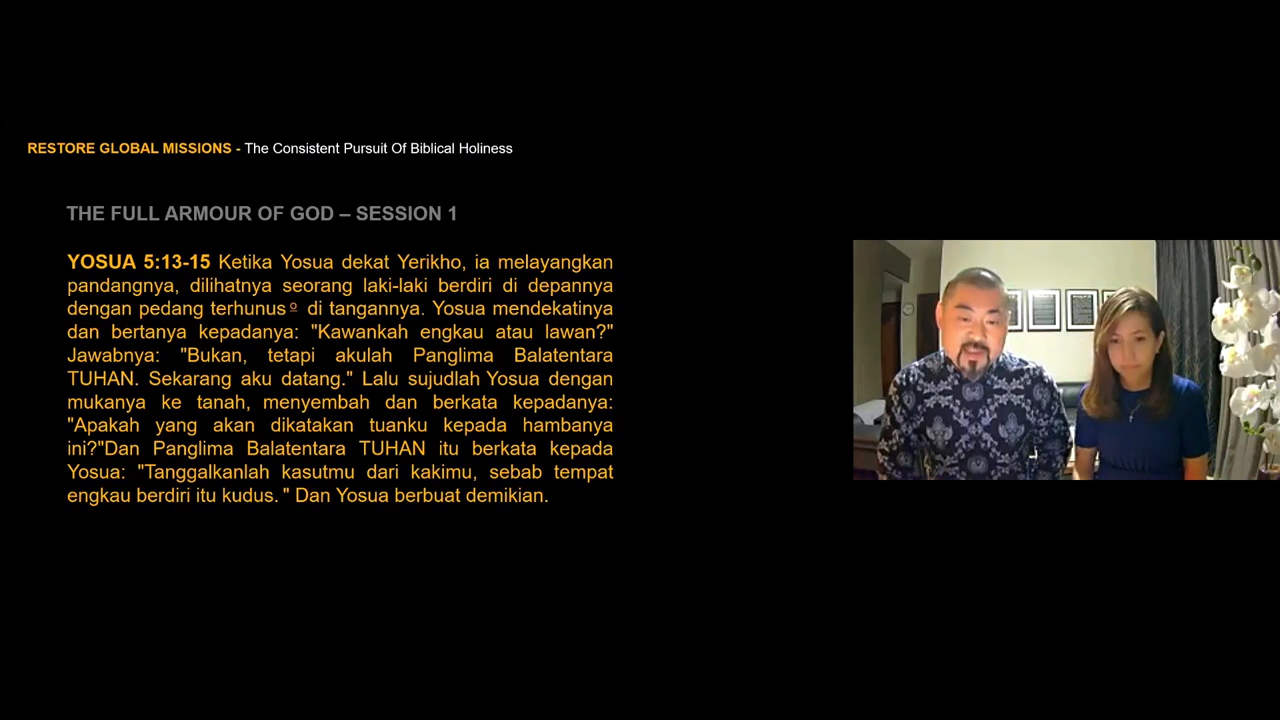 RESTORE GLOBAL MISSIONS - The Consistent Pursuit Of Biblical Holiness
THE FULL ARMOUR OF GOD – SESSION 1
YOSUA 5:13-15 Ketika Yosua dekat Yerikho, ia melayangkan
pandangnya, dilihatnya seorang laki-laki berdiri di depannya
dengan pedang terhunus º di tangannya. Yosua mendekatinya
dan bertanya kepadanya: "Kawankah engkau atau lawan?"
Jawabnya: "Bukan, tetapi akulah Panglima Balatentara
TUHAN. Sekarang aku datang." Lalu sujudlah Yosua dengan
mukanya ke tanah, menyembah dan berkata kepadanya:
"Apakah yang akan dikatakan tuanku kepada hambanya
ini?"Dan Panglima Balatentara TUHAN itu berkata kepada
Yosua: "Tanggalkanlah kasutmu dari kakimu, sebab tempat
engkau berdiri itu kudus. " Dan Yosua berbuat demikian.